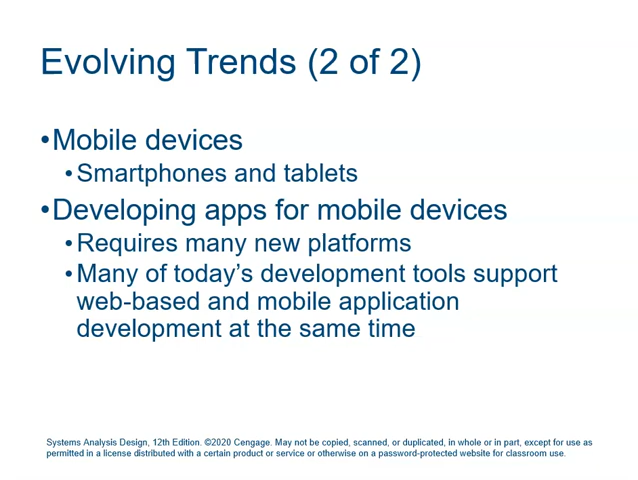 Evolving Trends (2 of 2)
•Mobile devices
•Smartphones and tablets
•Developing apps for mobile devices
•Requires many new platforms
•Many of today’s development tools support
web-based and mobile application
development at the same time
Systems Analysis Design, 12th Edition. ©2020 Cengage. May not be copied, scanned, or duplicated, in whole or in part, except for use as
permitted in a license distributed with a certain product or service or otherwise on a password-protected website for classroom use.